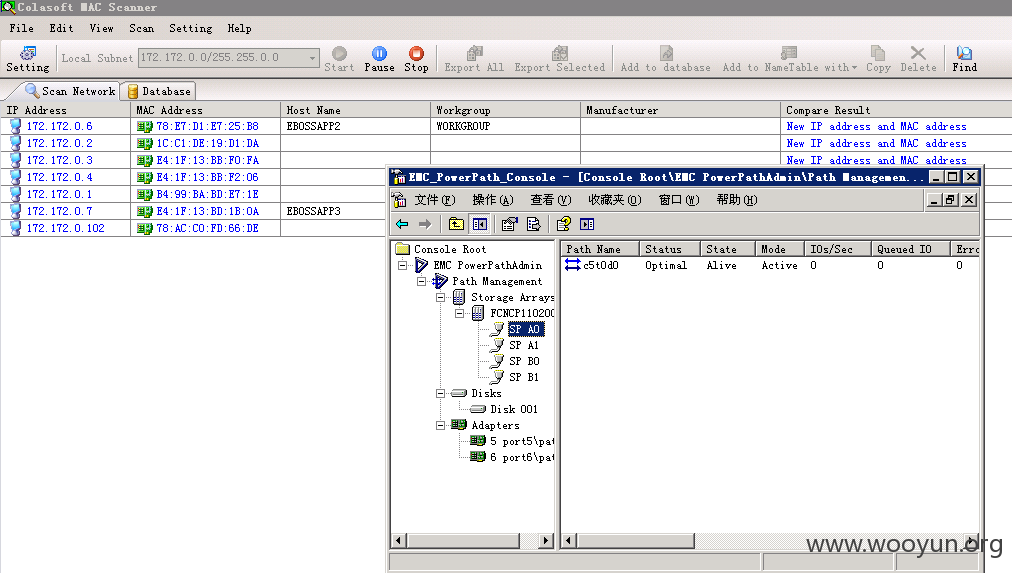 Colasoft MAC Scanner
File Edit View Scan Setting Help
Setting Local Subnet 172.172.0.0/255.255.0.0 Start Pause Stop Export All Export Selected Add to database Add to NameTable with Copy Delete Find
Scan Network Database
IP Address MAC Address Host Name Workgroup Manufacturer Compare Result
172.172.0.6 78:E7:D1:E7:25:B8 EBOSSAPP2 WORKGROUP New IP address and MAC address
172.172.0.2 1C:C1:DE:19:D1:DA New IP address and MAC address
172.172.0.3 E4:1F:13:BB:F0:FA New IP address and MAC address
172.172.0.4 E4:1F:13:BB:F2:06
172.172.0.1 B4:99:BA:BD:E7:1E
172.172.0.7 E4:1F:13:BD:1B:0A EBOSSAPP3
172.172.0.102 78:AC:C0:FD:66:DE
EMC_PowerPath_Console - [Console Root\EMC PowerPathAdmin\Path Managemen...
文件(F) 操作(A) 查看(V) 收藏夹(O) 窗口(W) 帮助(H)
Console Root
EMC PowerPathAdmin
Path Management
Storage Arrays
FCNCP110200
SP A0
SP A1
SP B0
SP B1
Disks
Disk 001
Adapters
5 port5\pat
6 port6\pat
Path Name Status State Mode IOs/Sec Queued IO Erro
c5t0d0 Optimal Alive Active 0 0 0
www.wooyun.org